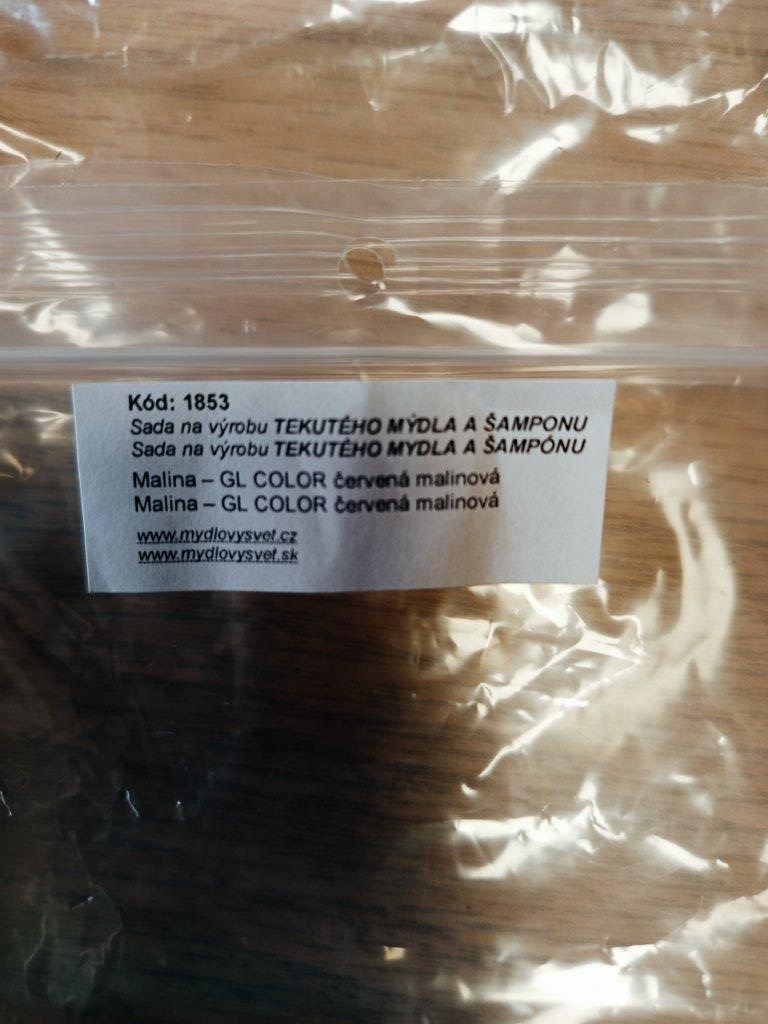 Kód: 1853
Sada na výrobu TEKUTÉHO MÝDLA A ŠAMPONU
Sada na výrobu TEKUTÉHO MYDLA A ŠAMPÓNU
Malina – GL COLOR červená malinová
Malina – GL COLOR červená malinová
www.mydlovysvet.cz
www.mydlovysvet.sk